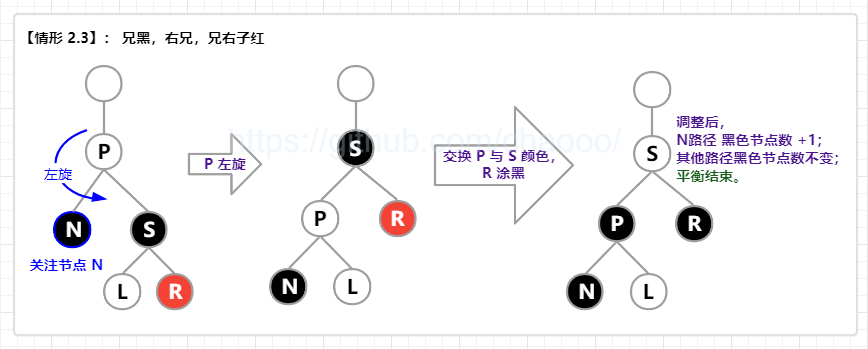 【情形 2.3】： 兄黑，右兄，兄右子红
https://github.com/chaooo/
P
左旋
N
S
关注节点 N
L
R
P 左旋
S
P
R
N
L
交换 P 与 S 颜色，
R 涂黑
S
P
R
N
L
调整后，
N路径 黑色节点数 +1；
其他路径黑色节点数不变；
平衡结束。